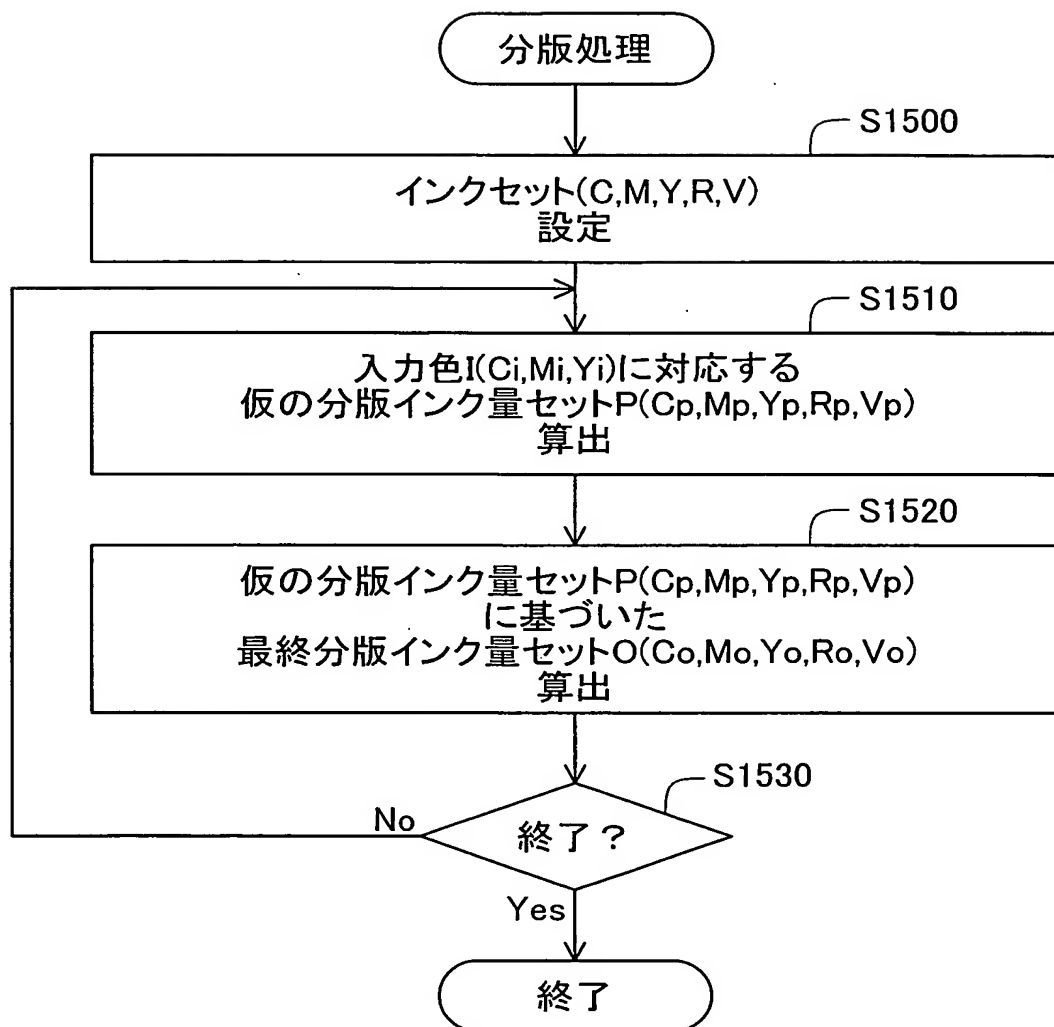 分版処理
S1500
インクセット(C,M,Y,R,V)
設定
S1510
入力色I(Ci,Mi,Yi)に対応する
仮の分版インク量セットP(Cp,Mp,Yp,Rp,Vp)
算出
S1520
仮の分版インク量セットP(Cp,Mp,Yp,Rp,Vp)
に基づいた
最終分版インク量セットO(Co,Mo,Yo,Ro,Vo)
算出
S1530
No
終了？
Yes
終了